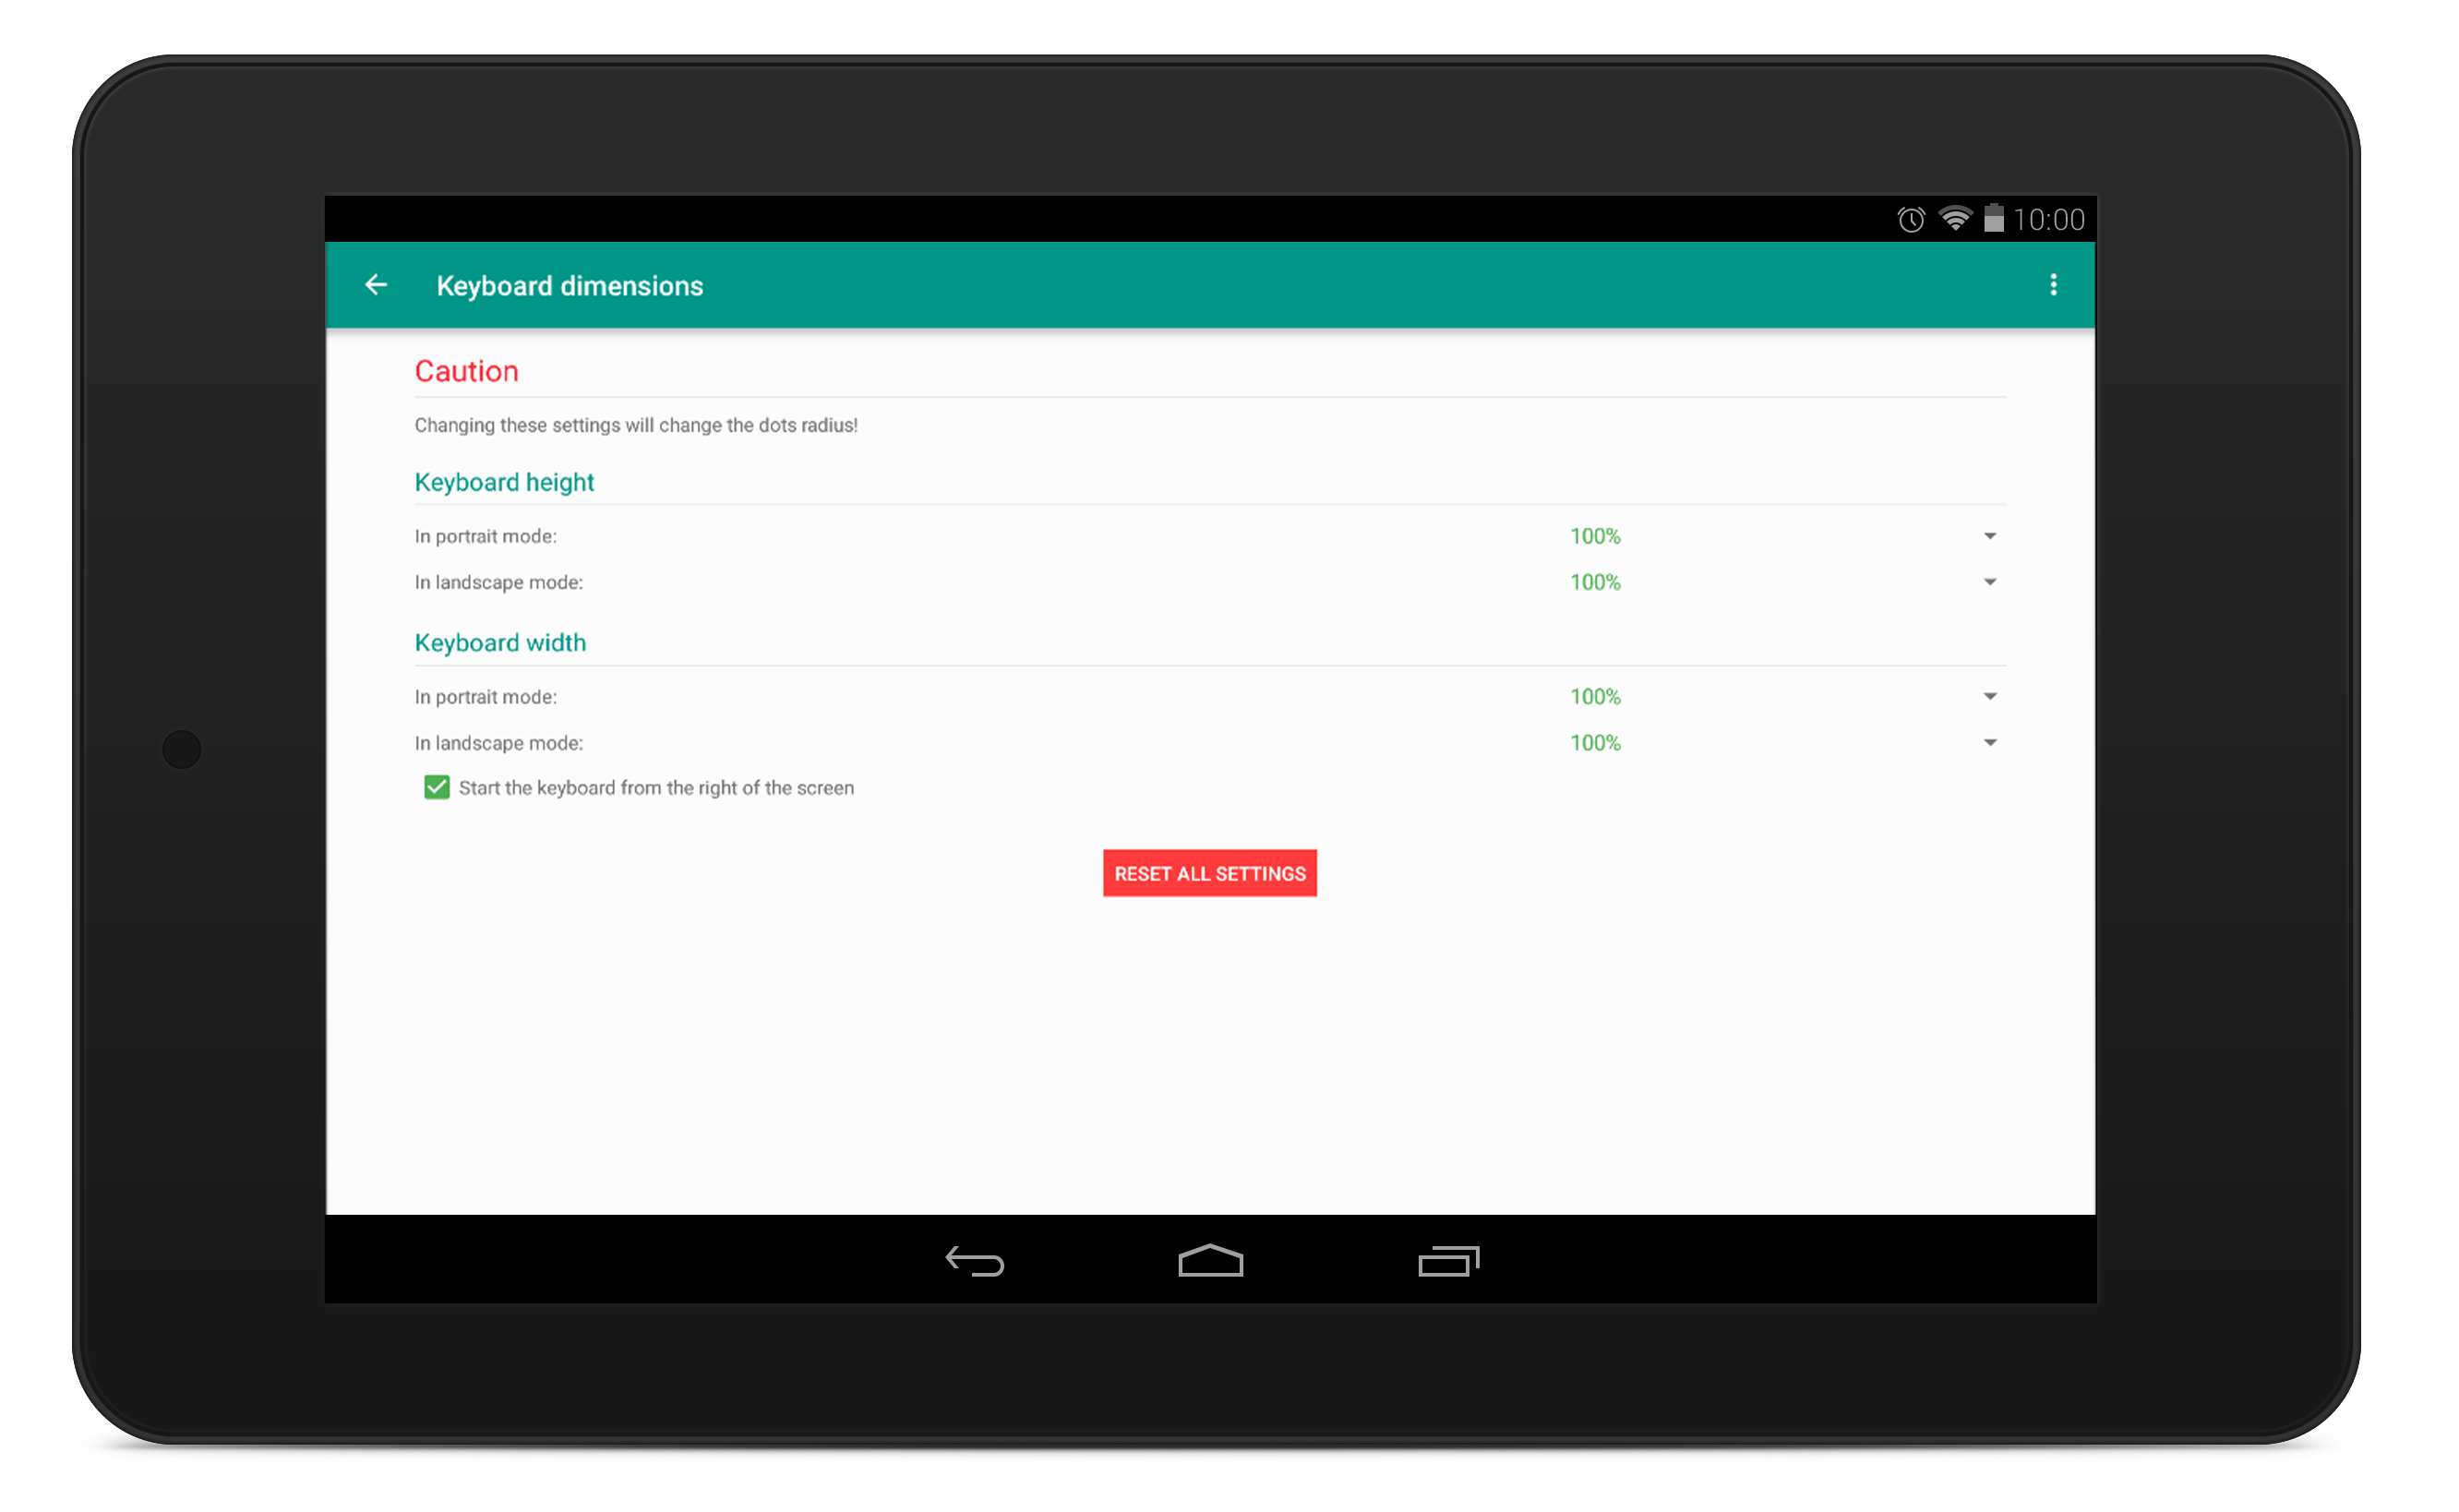 10:00
Keyboard dimensions
Caution
Changing these settings will change the dots radius!
Keyboard height
In portrait mode: 100%
In landscape mode: 100%
Keyboard width
In portrait mode: 100%
In landscape mode: 100%
Start the keyboard from the right of the screen
RESET ALL SETTINGS